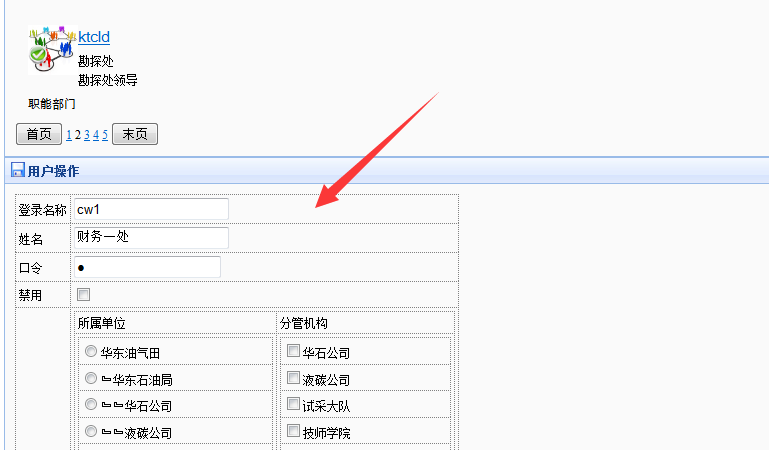 ktcld
勘探处
勘探处领导
职能部门
首页 1 2 3 4 5 末页
用户操作
登录名称 cw1
姓名 财务一处
口令 ●
禁用
所属单位 分管机构
华东油气田 华石公司
╘华东石油局 液碳公司
╘╘华石公司 试采大队
╘╘液碳公司 技师学院